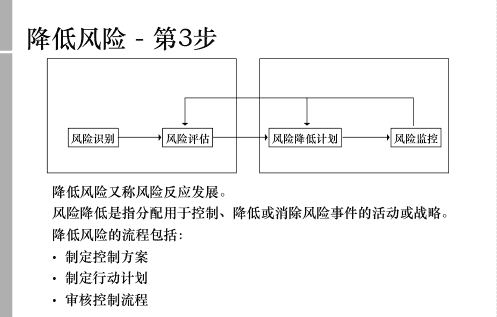 降低风险 - 第3步
风险识别 风险评估 风险降低计划 风险监控
降低风险又称风险反应发展。
风险降低是指分配用于控制、降低或消除风险事件的活动或战略。
降低风险的流程包括:
• 制定控制方案
• 制定行动计划
• 审核控制流程